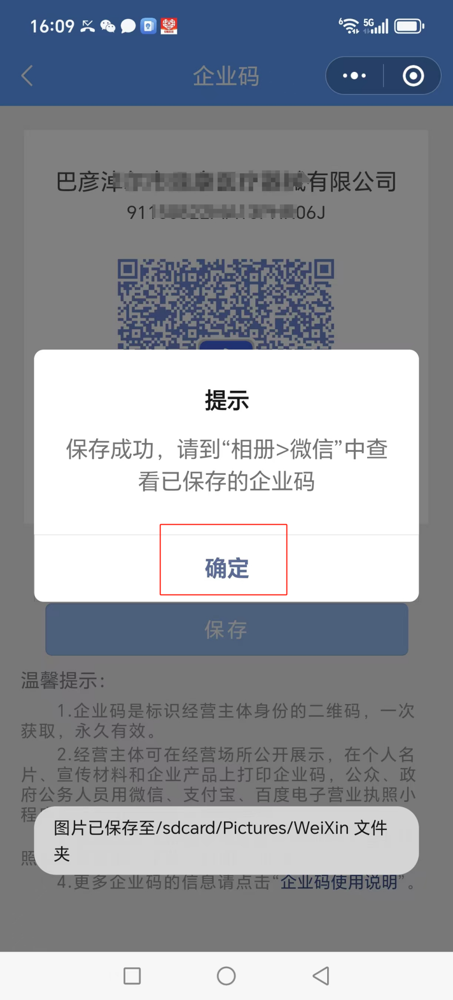 16:09
6 5G
企业码
巴彦淖有限公司
91106J
提示
保存成功，请到“相册>微信”中查
看已保存的企业码
确定
保存
温馨提示：
1.企业码是标识经营主体身份的二维码，一次
获取，永久有效。
2.经营主体可在经营场所公开展示，在个人名
片、宣传材料和企业产品上打印企业码，公众、政
府公务人员用微信、支付宝、百度电子营业执照小
程
图片已保存至/sdcard/Pictures/WeiXin 文件
夹
照
4.更多企业码的信息请点击“企业码使用说明”。